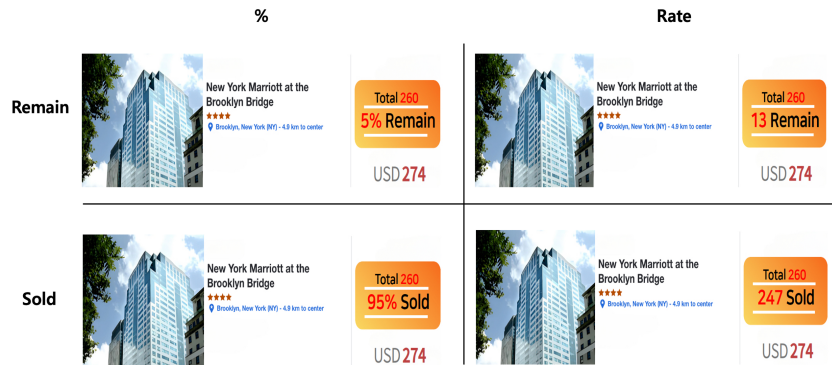 %
Rate
Remain
New York Marriott at the
Brooklyn Bridge
Brooklyn, New York (NY) - 4.9 km to center
Total 260
5% Remain
USD 274
New York Marriott at the
Brooklyn Bridge
Brooklyn, New York (NY) - 4.9 km to center
Total 260
13 Remain
USD 274
Sold
New York Marriott at the
Brooklyn Bridge
Brooklyn, New York (NY) - 4.9 km to center
Total 260
95% Sold
USD 274
New York Marriott at the
Brooklyn Bridge
Brooklyn, New York (NY) - 4.9 km to center
Total 260
247 Sold
USD 274